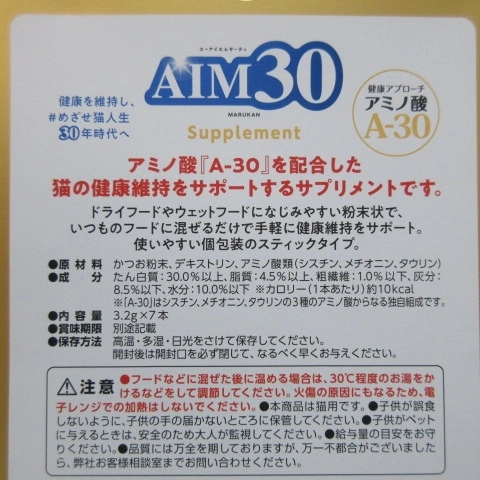 エーアイエムサーティ
AIM30
MARUKAN
Supplement
健康を維持し、
#めざせ猫人生
30年時代へ
健康アプローチ
アミノ酸
A-30
アミノ酸『A-30』を配合した
猫の健康維持をサポートするサプリメントです。
ドライフードやウェットフードになじみやすい粉末状で、
いつものフードに混ぜるだけで手軽に健康維持をサポート。
使いやすい個包装のスティックタイプ。
●原材料 かつお粉末、デキストリン、アミノ酸類(シスチン、メチオニン、タウリン)
●成分 たん白質:30.0%以上、脂質:4.5%以上、粗繊維:1.0%以下、灰分:
8.5%以下、水分:10.0%以下 ※カロリー(1本あたり)約10kcal
※「A-30」はシスチン、メチオニン、タウリンの3種のアミノ酸からなる独自組成です。
●内容量 3.2g×7本
●賞味期限 別途記載
●保存方法 高温・多湿・日光をさけて保存してください。
開封後は開封口を必ず閉じて、なるべく早くお与えください。
⚠注意 ●フードなどに混ぜた後に温める場合は、30℃程度のお湯をか
けるなどをして調節してください。火傷の原因にもなるため、電
子レンジでの加熱はしないでください。●本商品は猫用です。●子供が誤食
しないように、子供の手の届かないところに保管してください。●子供がペット
に与えるときは、安全のため大人が監視してください。●給与量の目安をお守
りください。●品質には万全を期しておりますが、万一不都合がございました
ら、弊社お客様相談室までお問い合わせください。